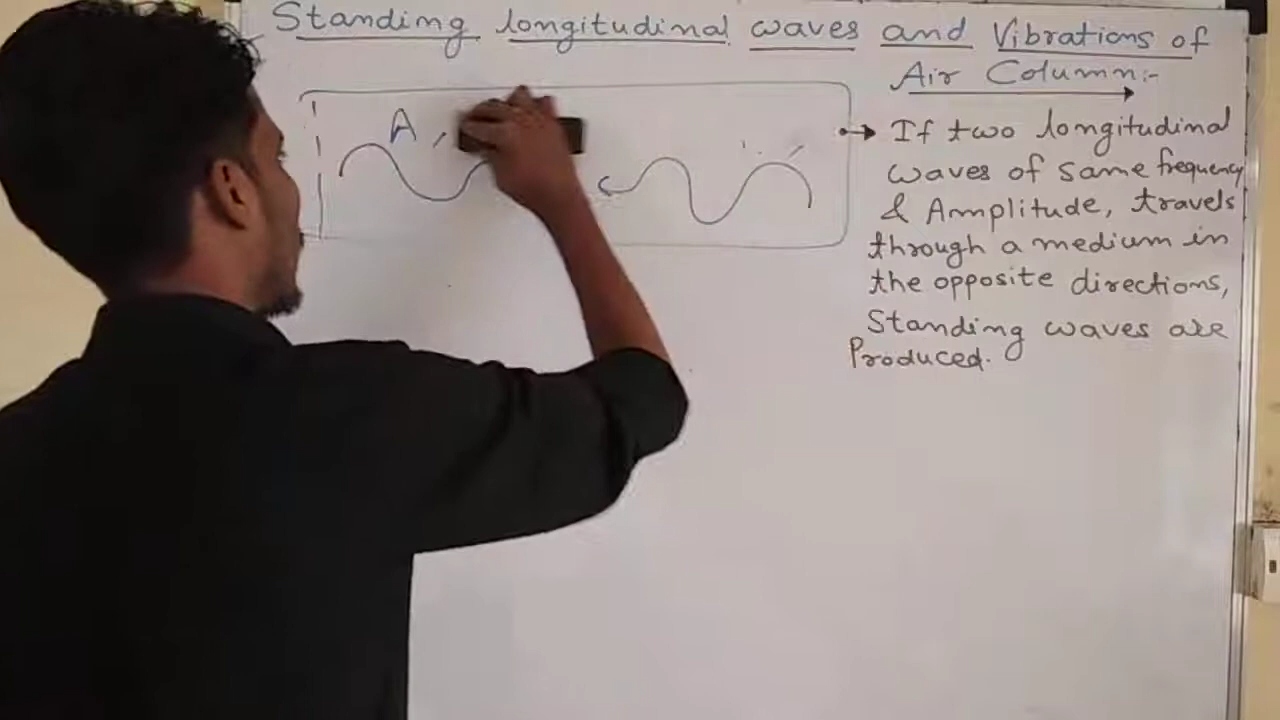 Standing longitudinal waves and Vibrations of
Air Column:-
A,
If two longitudinal
waves of same frequency
& Amplitude, travels
through a medium in
the opposite directions,
Standing waves are
Produced.